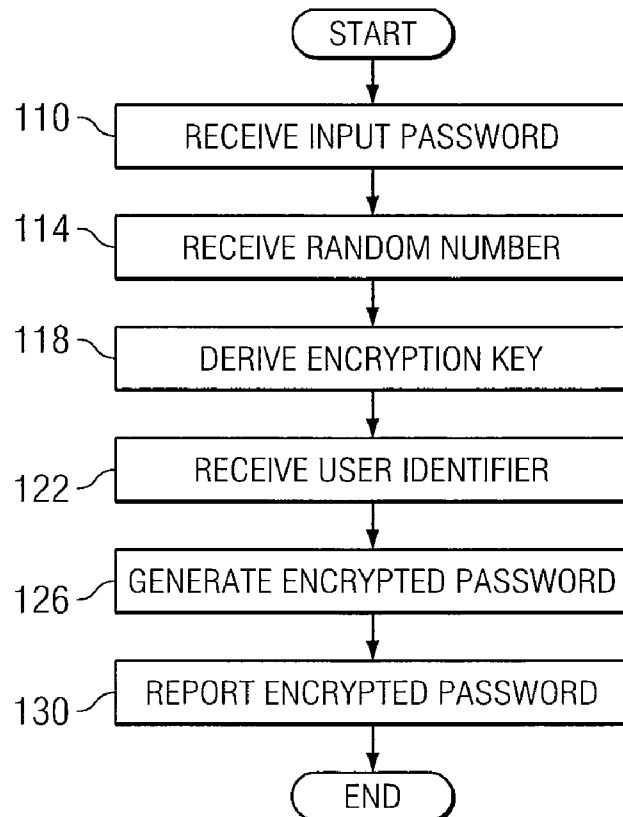 START
110
RECEIVE INPUT PASSWORD
114
RECEIVE RANDOM NUMBER
118
DERIVE ENCRYPTION KEY
RECEIVE USER IDENTIFIER
122
GENERATE ENCRYPTED PASSWORD
126
REPORT ENCRYPTED PASSWORD
130
END